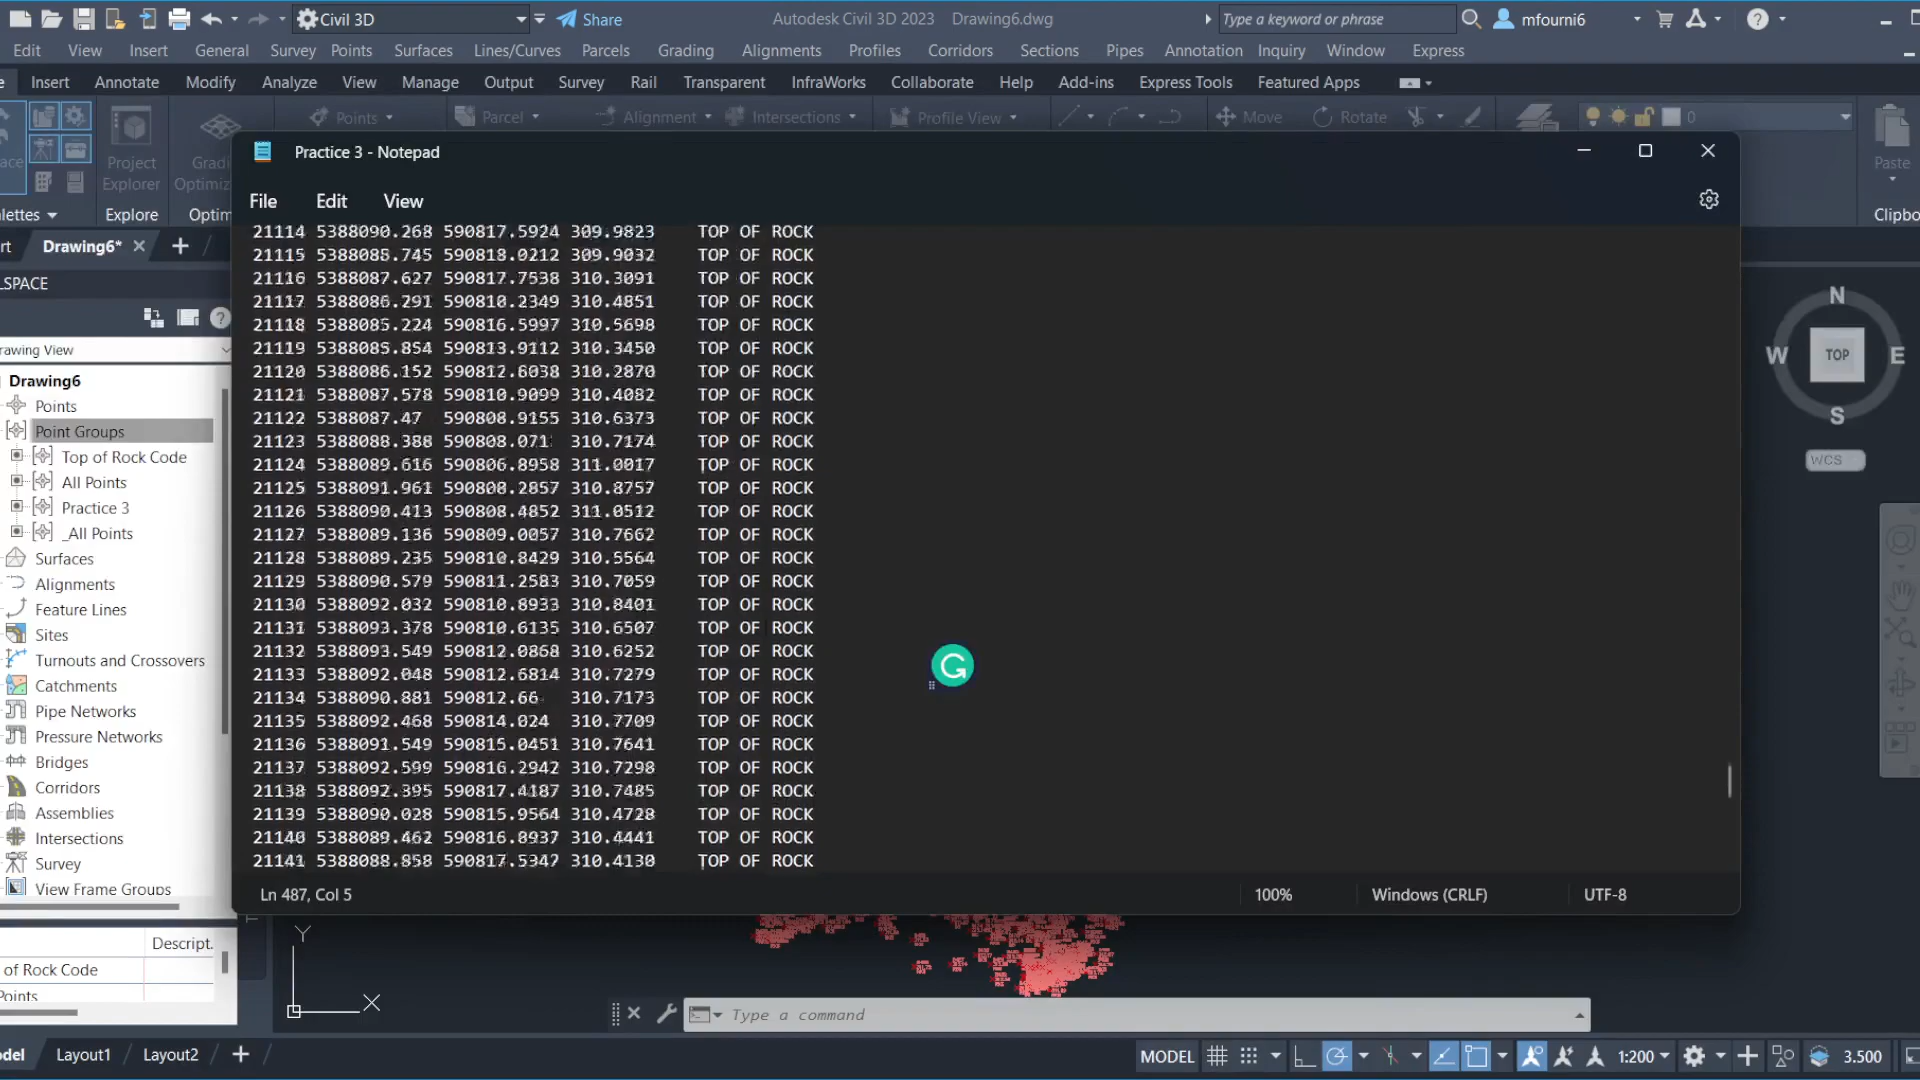 Civil 3D
Share
Autodesk Civil 3D 2023 Drawing6.dwg
Type a keyword or phrase
mfourni6
Edit View Insert General Survey Points Surfaces Lines/Curves Parcels Grading Alignments Profiles Corridors Sections Pipes Annotation Inquiry Window Express
Insert Annotate Modify Analyze View Manage Output Survey Rail Transparent InfraWorks Collaborate Help Add-ins Express Tools Featured Apps
Points Parcel Alignment Intersections Profile View Move Rotate 0
Project
Explorer
Paste
Explore
Practice 3 - Notepad
File Edit View
Drawing6*
21114 5388090.268 590817.5924 309.9823 TOP OF ROCK
21115 5388088.745 590818.0212 309.9032 TOP OF ROCK
21116 5388087.627 590817.7538 310.3091 TOP OF ROCK
21117 5388086.291 590810.2349 310.4851 TOP OF ROCK
21118 5388085.224 590816.5997 310.5698 TOP OF ROCK
21119 5388085.854 590813.9112 310.3450 TOP OF ROCK
21120 5388086.152 590812.6038 310.2870 TOP OF ROCK
21121 5388087.578 590810.9099 310.4082 TOP OF ROCK
21122 5388087.47 590808.9155 310.6373 TOP OF ROCK
21123 5388088.388 590808.071 310.7174 TOP OF ROCK
21124 5388089.616 590806.8958 311.0017 TOP OF ROCK
21125 5388091.961 590808.2857 310.8757 TOP OF ROCK
21126 5388090.413 590808.4852 311.0512 TOP OF ROCK
21127 5388089.136 590809.0057 310.7662 TOP OF ROCK
21128 5388089.235 590810.8429 310.5564 TOP OF ROCK
21129 5388090.579 590811.2583 310.7059 TOP OF ROCK
21130 5388092.032 590810.8933 310.8401 TOP OF ROCK
21131 5388093.378 590810.6135 310.6507 TOP OF ROCK
21132 5388093.549 590812.0868 310.6252 TOP OF ROCK
21133 5388092.048 590812.6814 310.7279 TOP OF ROCK
21134 5388090.881 590812.66 310.7173 TOP OF ROCK
21135 5388092.468 590814.024 310.7709 TOP OF ROCK
21136 5388091.549 590815.0451 310.7641 TOP OF ROCK
21137 5388092.599 590816.2942 310.7298 TOP OF ROCK
21138 5388092.395 590817.4187 310.7485 TOP OF ROCK
21139 5388090.028 590815.9564 310.4728 TOP OF ROCK
21140 5388089.462 590816.8937 310.4441 TOP OF ROCK
21141 5388088.858 590817.5347 310.4130 TOP OF ROCK
Ln 487, Col 5
100%
Windows (CRLF)
UTF-8
Drawing6
Points
Point Groups
Top of Rock Code
All Points
Practice 3
_All Points
Surfaces
Alignments
Feature Lines
Sites
Turnouts and Crossovers
Catchments
Pipe Networks
Pressure Networks
Bridges
Corridors
Assemblies
Intersections
Survey
View Frame Groups
Descript.
of Rock Code
Points
N
W TOP E
S
WCS
Y
X
Type a command
Layout1 Layout2
MODEL
1:200
3.500